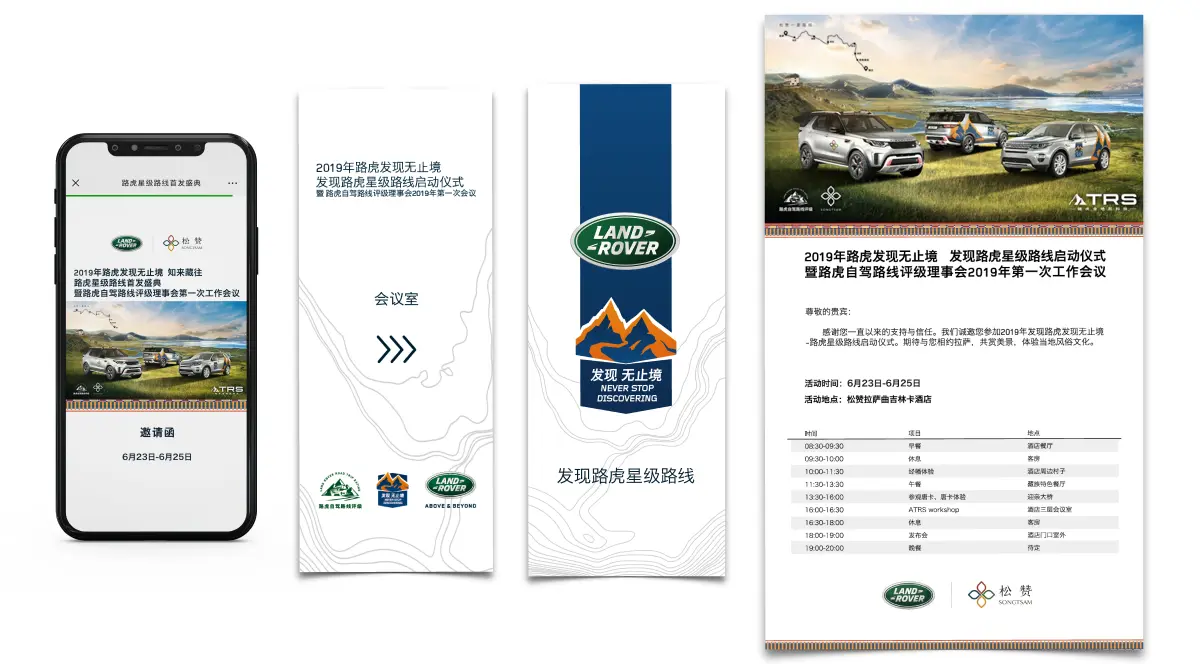 路虎星级路线首发盛典
LAND-
-ROVER
松 赞
SONGTSAM
2019年路虎发现无止境 知来藏往
路虎星级路线首发盛典
暨路虎自驾路线评级理事会第一次工作会议
ATRS
邀请函
6月23日-6月25日
2019年路虎发现无止境
发现路虎星级路线启动仪式
暨 路虎自驾路线评级理事会2019年第一次会议
会议室
路虎自驾路线评级
发现 无止境
NEVER STOP
DISCOVERING
LAND-
-ROVER
ABOVE & BEYOND
LAND-
-ROVER
发现 无止境
NEVER STOP
DISCOVERING
发现路虎星级路线
路虎自驾路线评级
SONGTSAM
ATRS
2019年路虎发现无止境 发现路虎星级路线启动仪式
暨路虎自驾路线评级理事会2019年第一次工作会议
尊敬的贵宾：
感谢您一直以来的支持与信任。我们诚邀您参加2019年发现路虎发现无止境
-路虎星级路线启动仪式。期待与您相约拉萨，共赏美景，体验当地风俗文化。
活动时间：6月23日-6月25日
活动地点：松赞拉萨曲吉林卡酒店
时间 项目 地点
08:30-09:30 早餐 酒店餐厅
09:30-10:00 休息 客房
10:00-11:30 经幡体验 酒店周边村子
11:30-13:30 午餐 藏族特色餐厅
13:30-16:00 参观唐卡、唐卡体验 迎亲大桥
16:00-16:30 ATRS workshop 酒店三层会议室
16:30-18:00 休息 客房
18:00-19:00 发布会 酒店门口室外
19:00-20:00 晚餐 待定
LAND-
-ROVER
松 赞
SONGTSAM